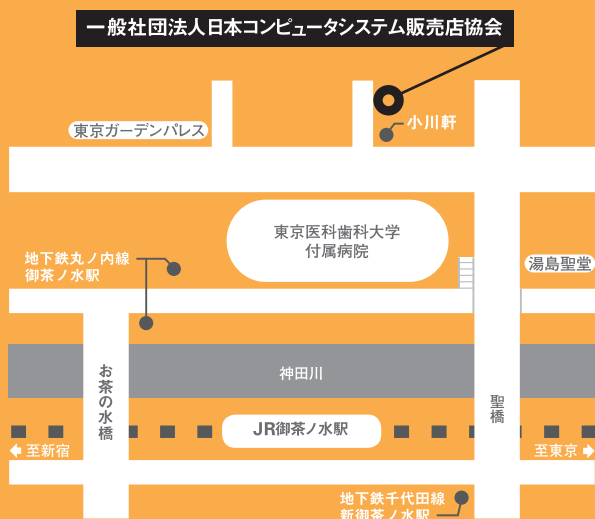 一般社団法人日本コンピュータシステム販売店協会
小川軒
東京ガーデンパレス
東京医科歯科大学
付属病院
地下鉄丸ノ内線
御茶ノ水駅
湯島聖堂
神田川
お茶の水橋
聖橋
JR御茶ノ水駅
至新宿
至東京
地下鉄千代田線
新御茶ノ水駅